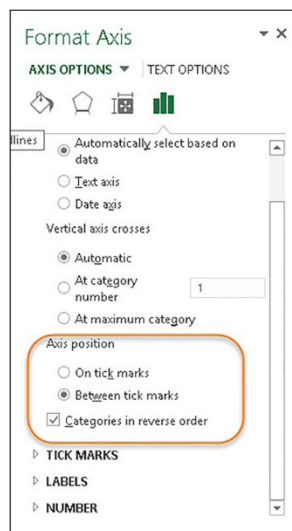 Format Axis
AXIS OPTIONS TEXT OPTIONS
llines
Automatically select based on
data
Text axis
Date axis
Vertical axis crosses
Automatic
At category
number
1
At maximum category
Axis position
On tick marks
Between tick marks
Categories in reverse order
TICK MARKS
LABELS
NUMBER